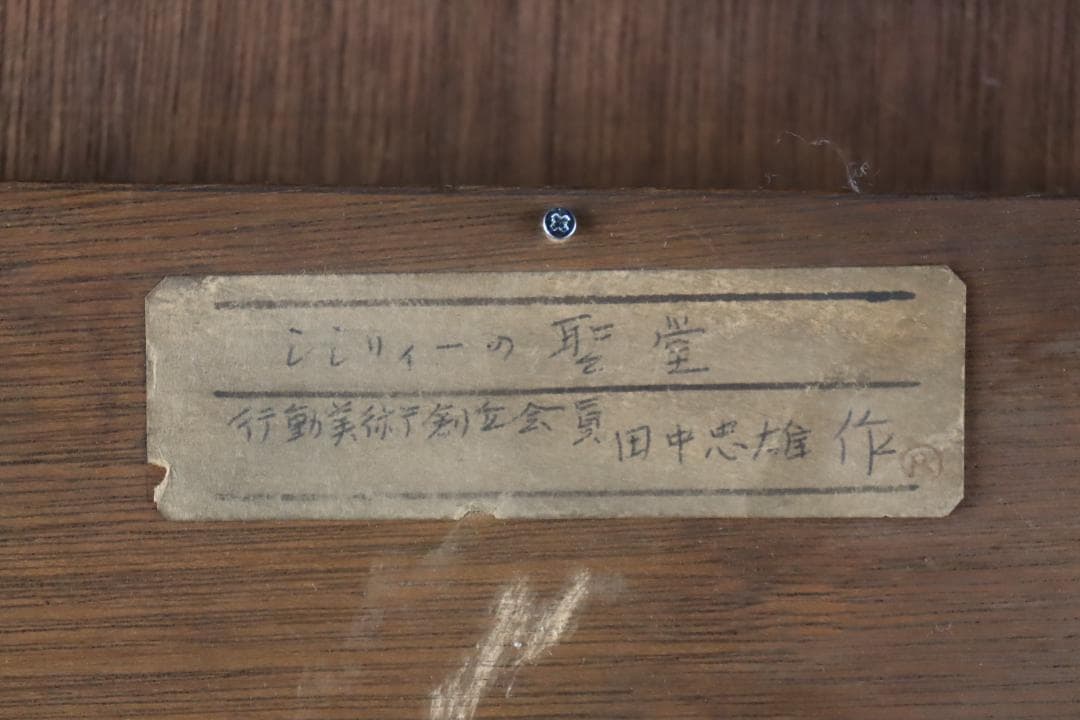 シシリィーの聖堂
行動美術創立会員 田中忠雄 作